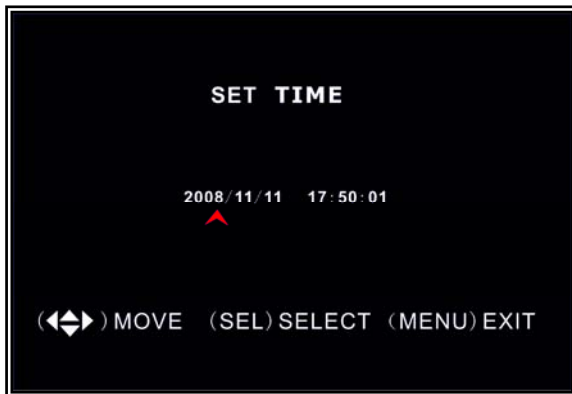 SET TIME
2008/11/11 17:50:01
(◀▲▼▶) MOVE (SEL) SELECT (MENU) EXIT